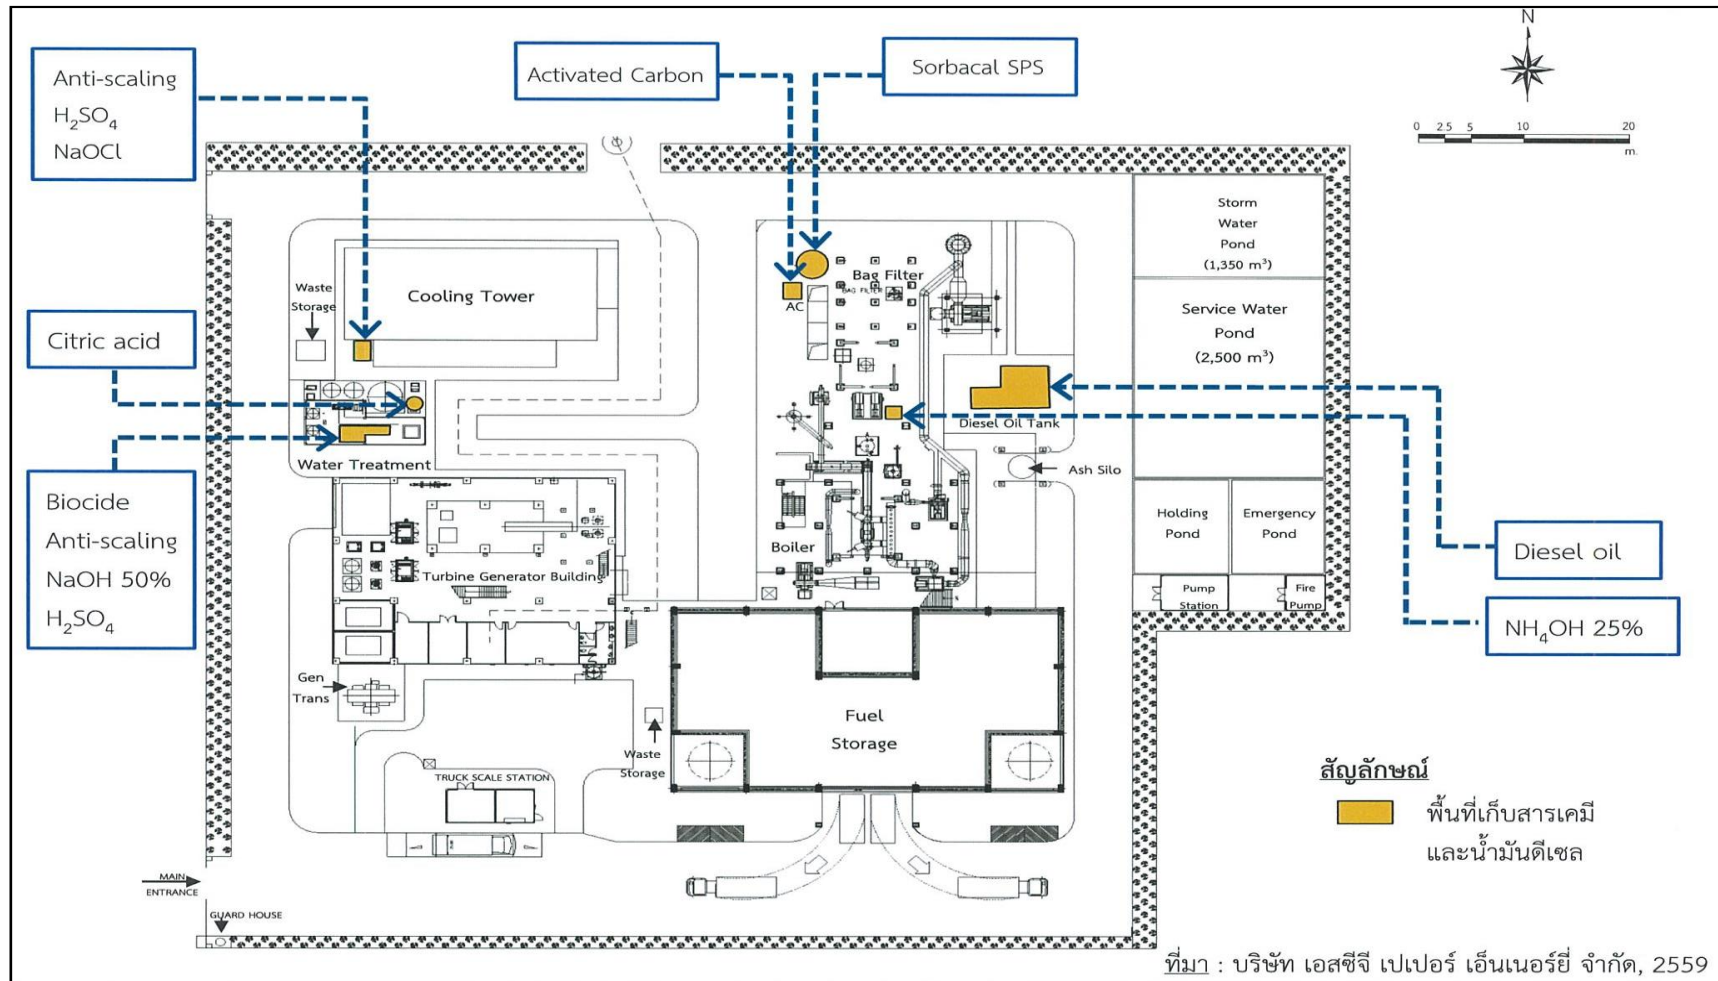 N
0 2.5 5 10 20
m.
Anti-scaling
H₂SO₄
NaOCl
Activated Carbon
Sorbacal SPS
Citric acid
Biocide
Anti-scaling
NaOH 50%
H₂SO₄
Waste
Storage
Cooling Tower
Water Treatment
Turbine Generator Building
Gen
Trans
TRUCK SCALE STATION
MAIN
ENTRANCE
GUARD HOUSE
Bag Filter
BAG FILTER
AC
Diesel Oil Tank
Ash Silo
Boiler
Waste
Storage
Fuel
Storage
Storm
Water
Pond
(1,350 m³)
Service Water
Pond
(2,500 m³)
Holding
Pond
Emergency
Pond
Pump
Station
Fire
Pump
Diesel oil
NH₄OH 25%
สัญลักษณ์
พื้นที่เก็บสารเคมี
และน้ำมันดีเซล
ที่มา : บริษัท เอสซีจี เปเปอร์ เอ็นเนอร์ยี่ จำกัด, 2559